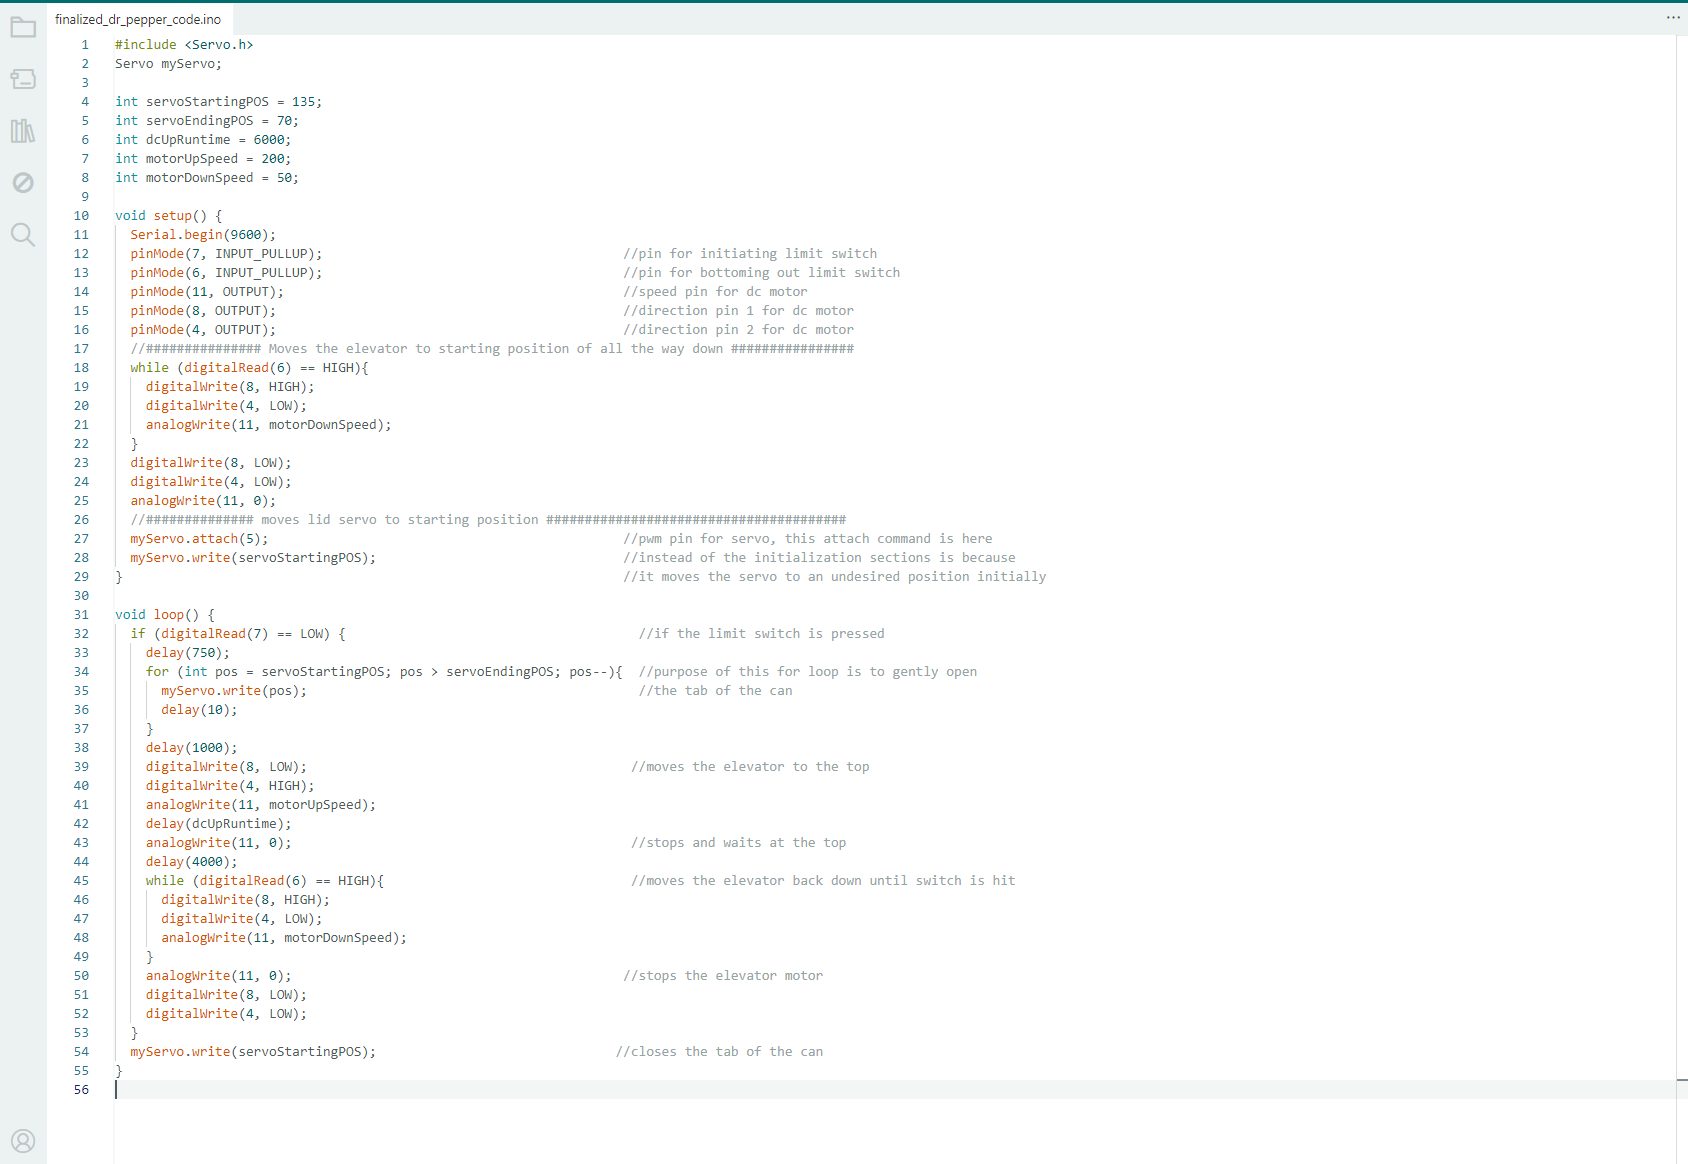 finalized_dr_pepper_code.ino
...
1 #include <Servo.h>
2 Servo myServo;
3
4 int servoStartingPOS = 135;
5 int servoEndingPOS = 70;
6 int dcUpRuntime = 6000;
7 int motorUpSpeed = 200;
8 int motorDownSpeed = 50;
9
10 void setup() {
11 Serial.begin(9600);
12 pinMode(7, INPUT_PULLUP); //pin for initiating limit switch
13 pinMode(6, INPUT_PULLUP); //pin for bottoming out limit switch
14 pinMode(11, OUTPUT); //speed pin for dc motor
15 pinMode(8, OUTPUT); //direction pin 1 for dc motor
16 pinMode(4, OUTPUT); //direction pin 2 for dc motor
17 //############### Moves the elevator to starting position of all the way down ################
18 while (digitalRead(6) == HIGH){
19 digitalWrite(8, HIGH);
20 digitalWrite(4, LOW);
21 analogWrite(11, motorDownSpeed);
22 }
23 digitalWrite(8, LOW);
24 digitalWrite(4, LOW);
25 analogWrite(11, 0);
26 //############## moves lid servo to starting position #######################################
27 myServo.attach(5); //pwm pin for servo, this attach command is here
28 myServo.write(servoStartingPOS); //instead of the initialization sections is because
29 } //it moves the servo to an undesired position initially
30
31 void loop() {
32 if (digitalRead(7) == LOW) { //if the limit switch is pressed
33 delay(750);
34 for (int pos = servoStartingPOS; pos > servoEndingPOS; pos--){ //purpose of this for loop is to gently open
35 myServo.write(pos); //the tab of the can
36 delay(10);
37 }
38 delay(1000);
39 digitalWrite(8, LOW); //moves the elevator to the top
40 digitalWrite(4, HIGH);
41 analogWrite(11, motorUpSpeed);
42 delay(dcUpRuntime);
43 analogWrite(11, 0); //stops and waits at the top
44 delay(4000);
45 while (digitalRead(6) == HIGH){ //moves the elevator back down until switch is hit
46 digitalWrite(8, HIGH);
47 digitalWrite(4, LOW);
48 analogWrite(11, motorDownSpeed);
49 }
50 analogWrite(11, 0); //stops the elevator motor
51 digitalWrite(8, LOW);
52 digitalWrite(4, LOW);
53 }
54 myServo.write(servoStartingPOS); //closes the tab of the can
55 }
56